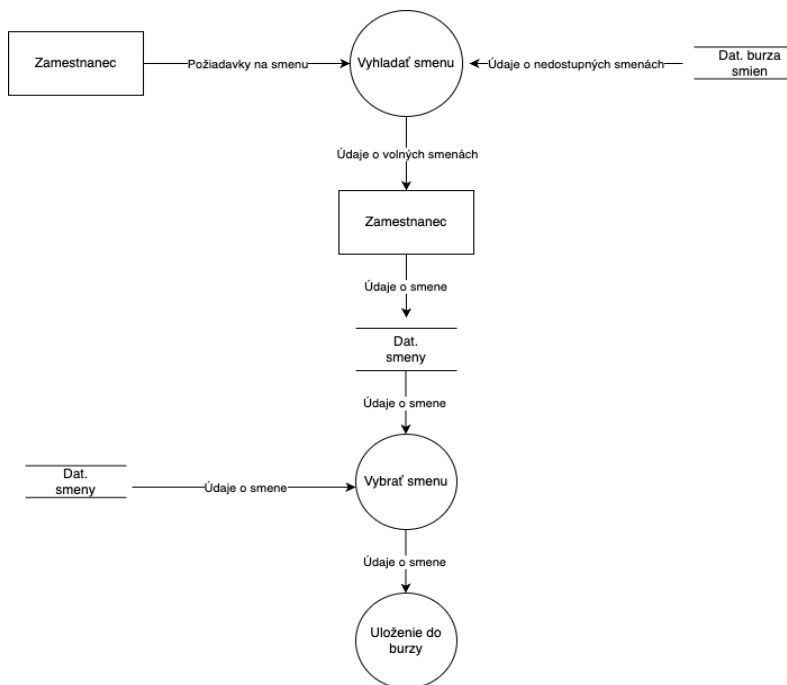 Zamestnanec
Požiadavky na smenu
Vyhladať smenu
Údaje o nedostupných smenách
Dat. burza
smien
Údaje o volných smenách
Zamestnanec
Údaje o smene
Dat.
smeny
Údaje o smene
Dat.
smeny
Údaje o smene
Vybrať smenu
Údaje o smene
Uloženie do
burzy